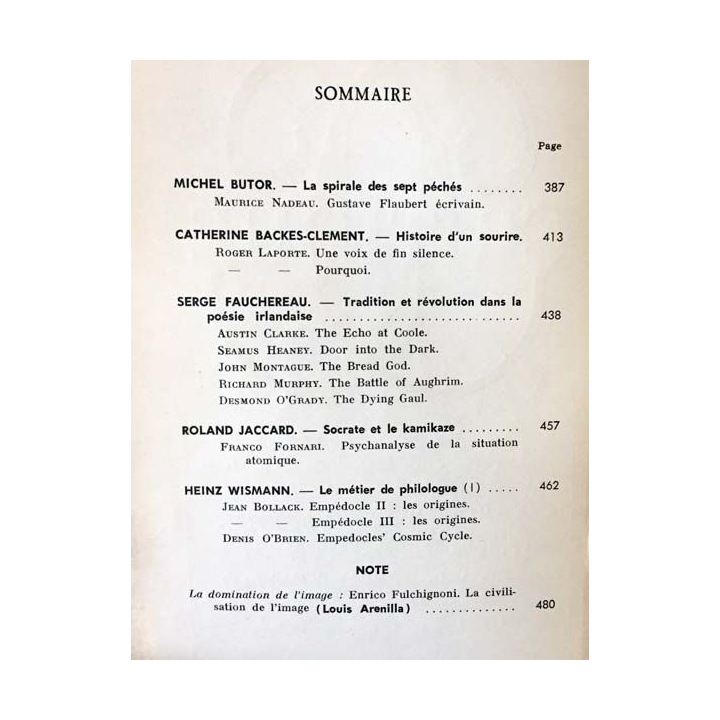 SOMMAIRE
Page
MICHEL BUTOR. — La spirale des sept péchés ........ 387
MAURICE NADEAU. Gustave Flaubert écrivain.
CATHERINE BACKES-CLEMENT. — Histoire d'un sourire. 413
ROGER LAPORTE. Une voix de fin silence.
— — Pourquoi.
SERGE FAUCHEREAU. — Tradition et révolution dans la
poésie irlandaise ............................. 438
AUSTIN CLARKE. The Echo at Coole.
SEAMUS HEANEY. Door into the Dark.
JOHN MONTAGUE. The Bread God.
RICHARD MURPHY. The Battle of Aughrim.
DESMOND O'GRADY. The Dying Gaul.
ROLAND JACCARD. — Socrate et le kamikaze ......... 457
FRANCO FORNARI. Psychanalyse de la situation
atomique.
HEINZ WISMANN. — Le métier de philologue (I) ..... 462
JEAN BOLLACK. Empédocle II : les origines.
— — Empédocle III : les origines.
DENIS O'BRIEN. Empedocles' Cosmic Cycle.
NOTE
La domination de l'image : Enrico Fulchignoni. La civili-
sation de l'image (Louis Arenilla) .............. 480